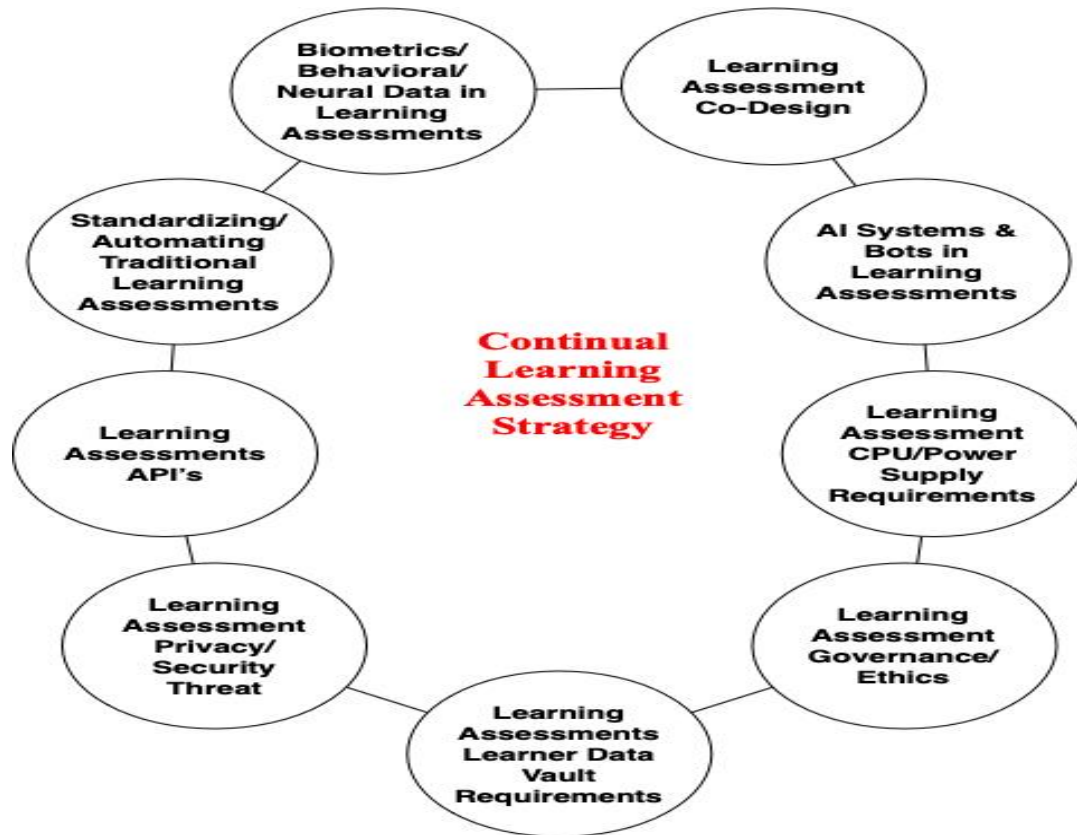 Biometrics/
Behavioral/
Neural Data in
Learning
Assessments
Learning
Assessment
Co-Design
Standardizing/
Automating
Traditional
Learning
Assessments
AI Systems &
Bots in
Learning
Assessments
Continual
Learning
Assessment
Strategy
Learning
Assessments
API's
Learning
Assessment
CPU/Power
Supply
Requirements
Learning
Assessment
Privacy/
Security
Threat
Learning
Assessment
Governance/
Ethics
Learning
Assessments
Learner Data
Vault
Requirements